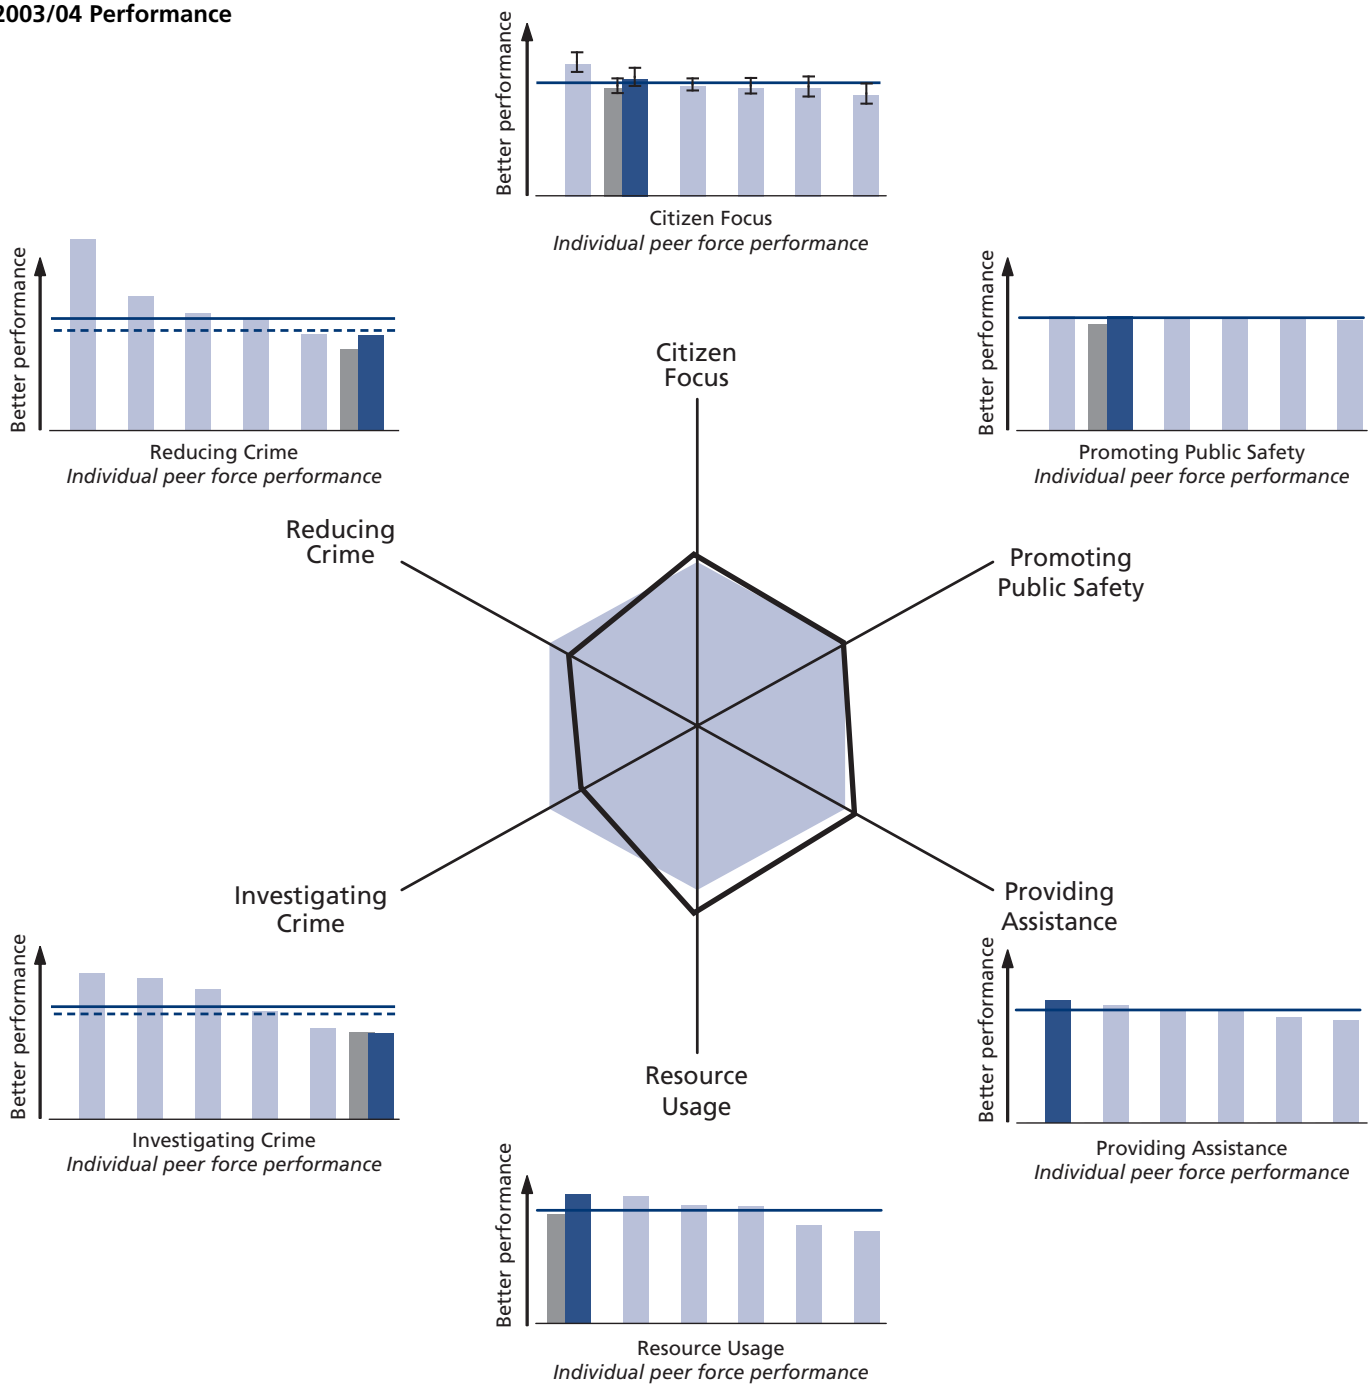 2003/04 Performance
Better performance
Citizen Focus
Individual peer force performance
Better performance
Reducing Crime
Individual peer force performance
Better performance
Promoting Public Safety
Individual peer force performance
Citizen
Focus
Reducing
Crime
Promoting
Public Safety
Investigating
Crime
Providing
Assistance
Resource
Usage
Better performance
Investigating Crime
Individual peer force performance
Better performance
Providing Assistance
Individual peer force performance
Better performance
Resource Usage
Individual peer force performance